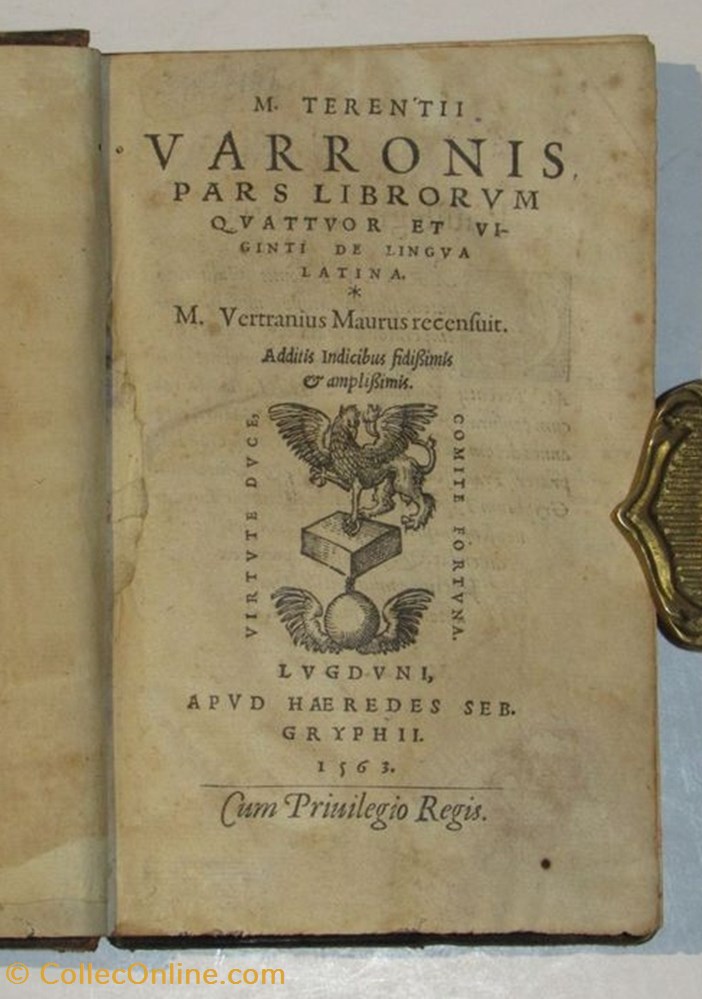 M. TERENTII
VARRONIS,
PARS LIBRORVM
QVATTVOR ET VI-
GINTI DE LINGVA
LATINA.
*
M. Vertranius Maurus recenſuit.
Additis Indicibus fidißimis
& amplißimis.
VIRTVTE DVCE,
COMITE FORTVNA.
LVGDVNI,
APVD HAEREDES SEB.
GRYPHII.
1563.
Cum Priuilegio Regis.
© CollecOnline.com